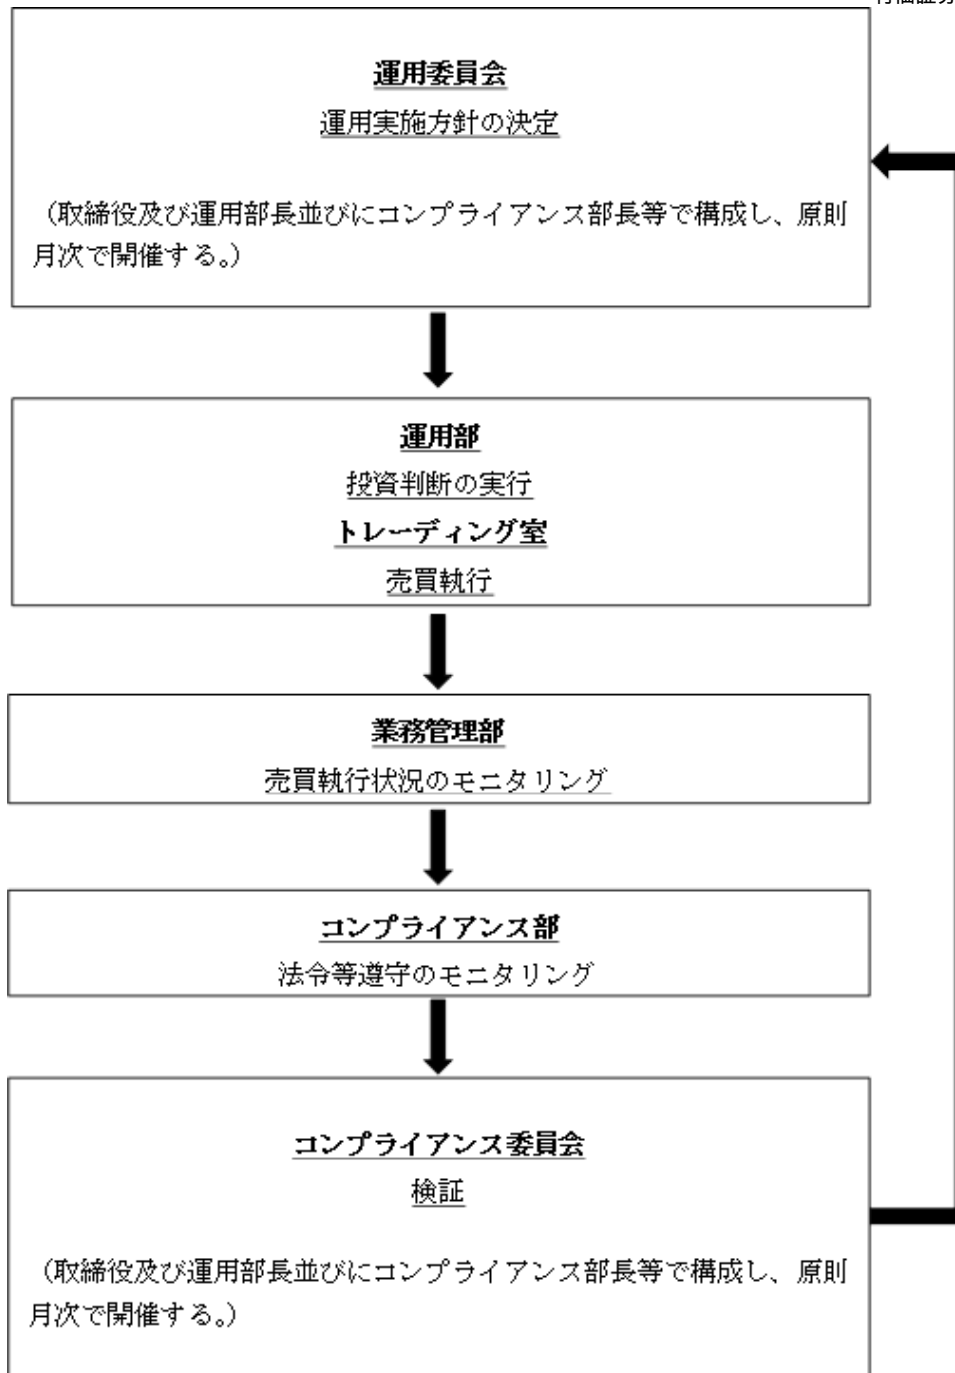 運用委員会
運用実施方針の決定
（取締役及び運用部長並びにコンプライアンス部長等で構成し、原則
月次で開催する。）
運用部
投資判断の実行
トレーディング室
売買執行
業務管理部
売買執行状況のモニタリング
コンプライアンス部
法令等遵守のモニタリング
コンプライアンス委員会
検証
（取締役及び運用部長並びにコンプライアンス部長等で構成し、原則
月次で開催する。）